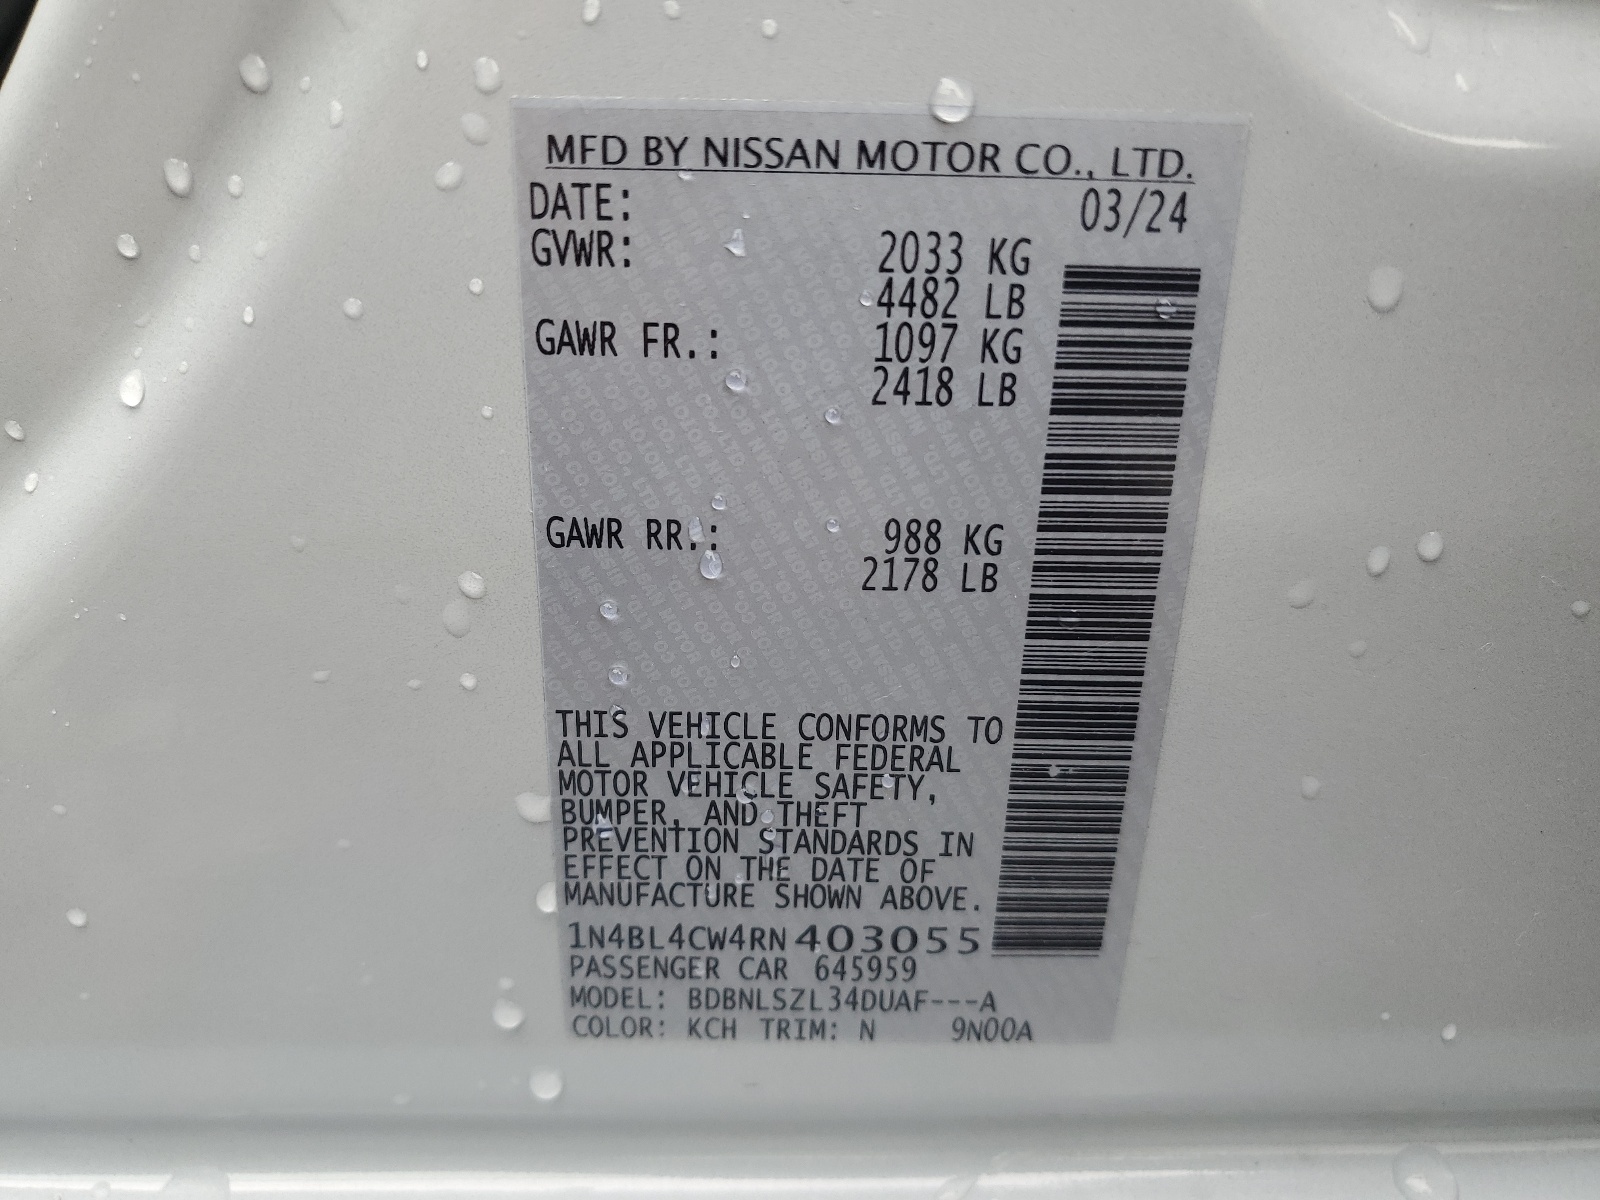 MFD BY NISSAN MOTOR CO., LTD.
DATE: 03/24
GVWR: 2033 KG
4482 LB
GAWR FR.: 1097 KG
2418 LB
GAWR RR.: 988 KG
2178 LB
THIS VEHICLE CONFORMS TO
ALL APPLICABLE FEDERAL
MOTOR VEHICLE SAFETY,
BUMPER, AND THEFT
PREVENTION STANDARDS IN
EFFECT ON THE DATE OF
MANUFACTURE SHOWN ABOVE.
1N4BL4CW4RN403055
PASSENGER CAR 645959
MODEL: BDBNLSZL34DUAF---A
COLOR: KCH TRIM: N 9N00A